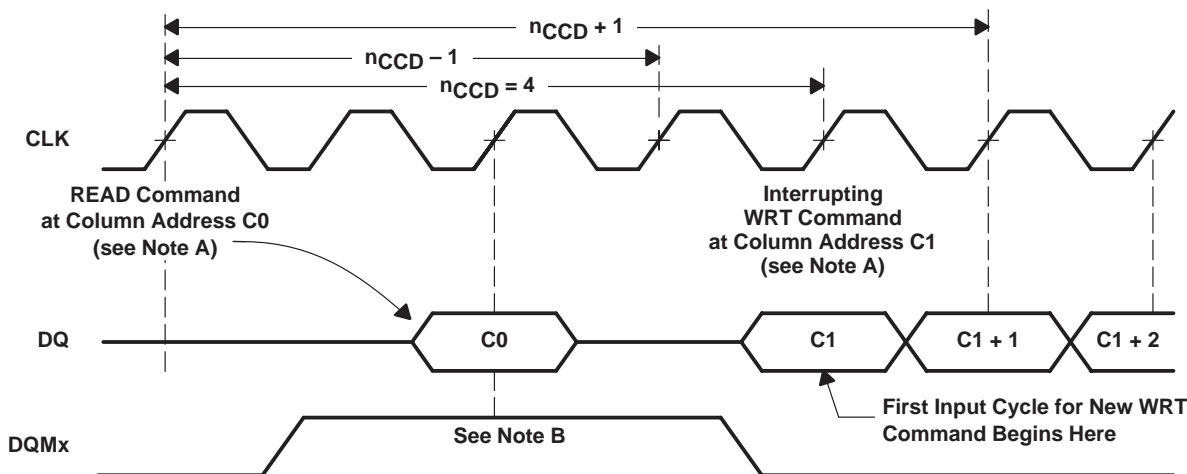 nCCD + 1
nCCD – 1
nCCD = 4
CLK
READ Command
at Column Address C0
(see Note A)
Interrupting
WRT Command
at Column Address C1
(see Note A)
DQ
C0
C1
C1 + 1
C1 + 2
First Input Cycle for New WRT
Command Begins Here
DQMx
See Note B